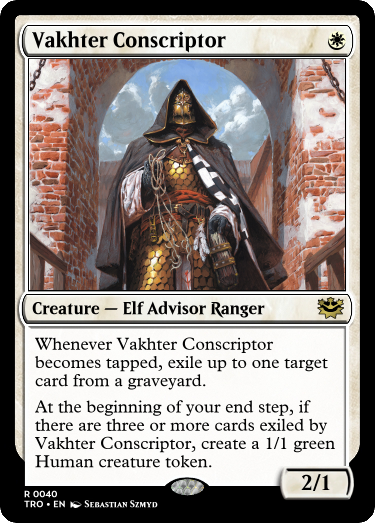 Vakhter Conscriptor
Creature — Elf Advisor Ranger
Whenever Vakhter Conscriptor
becomes tapped, exile up to one target
card from a graveyard.
At the beginning of your end step, if
there are three or more cards exiled by
Vakhter Conscriptor, create a 1/1 green
Human creature token.
2/1
R 0040
TRO • EN Sebastian Szmyd